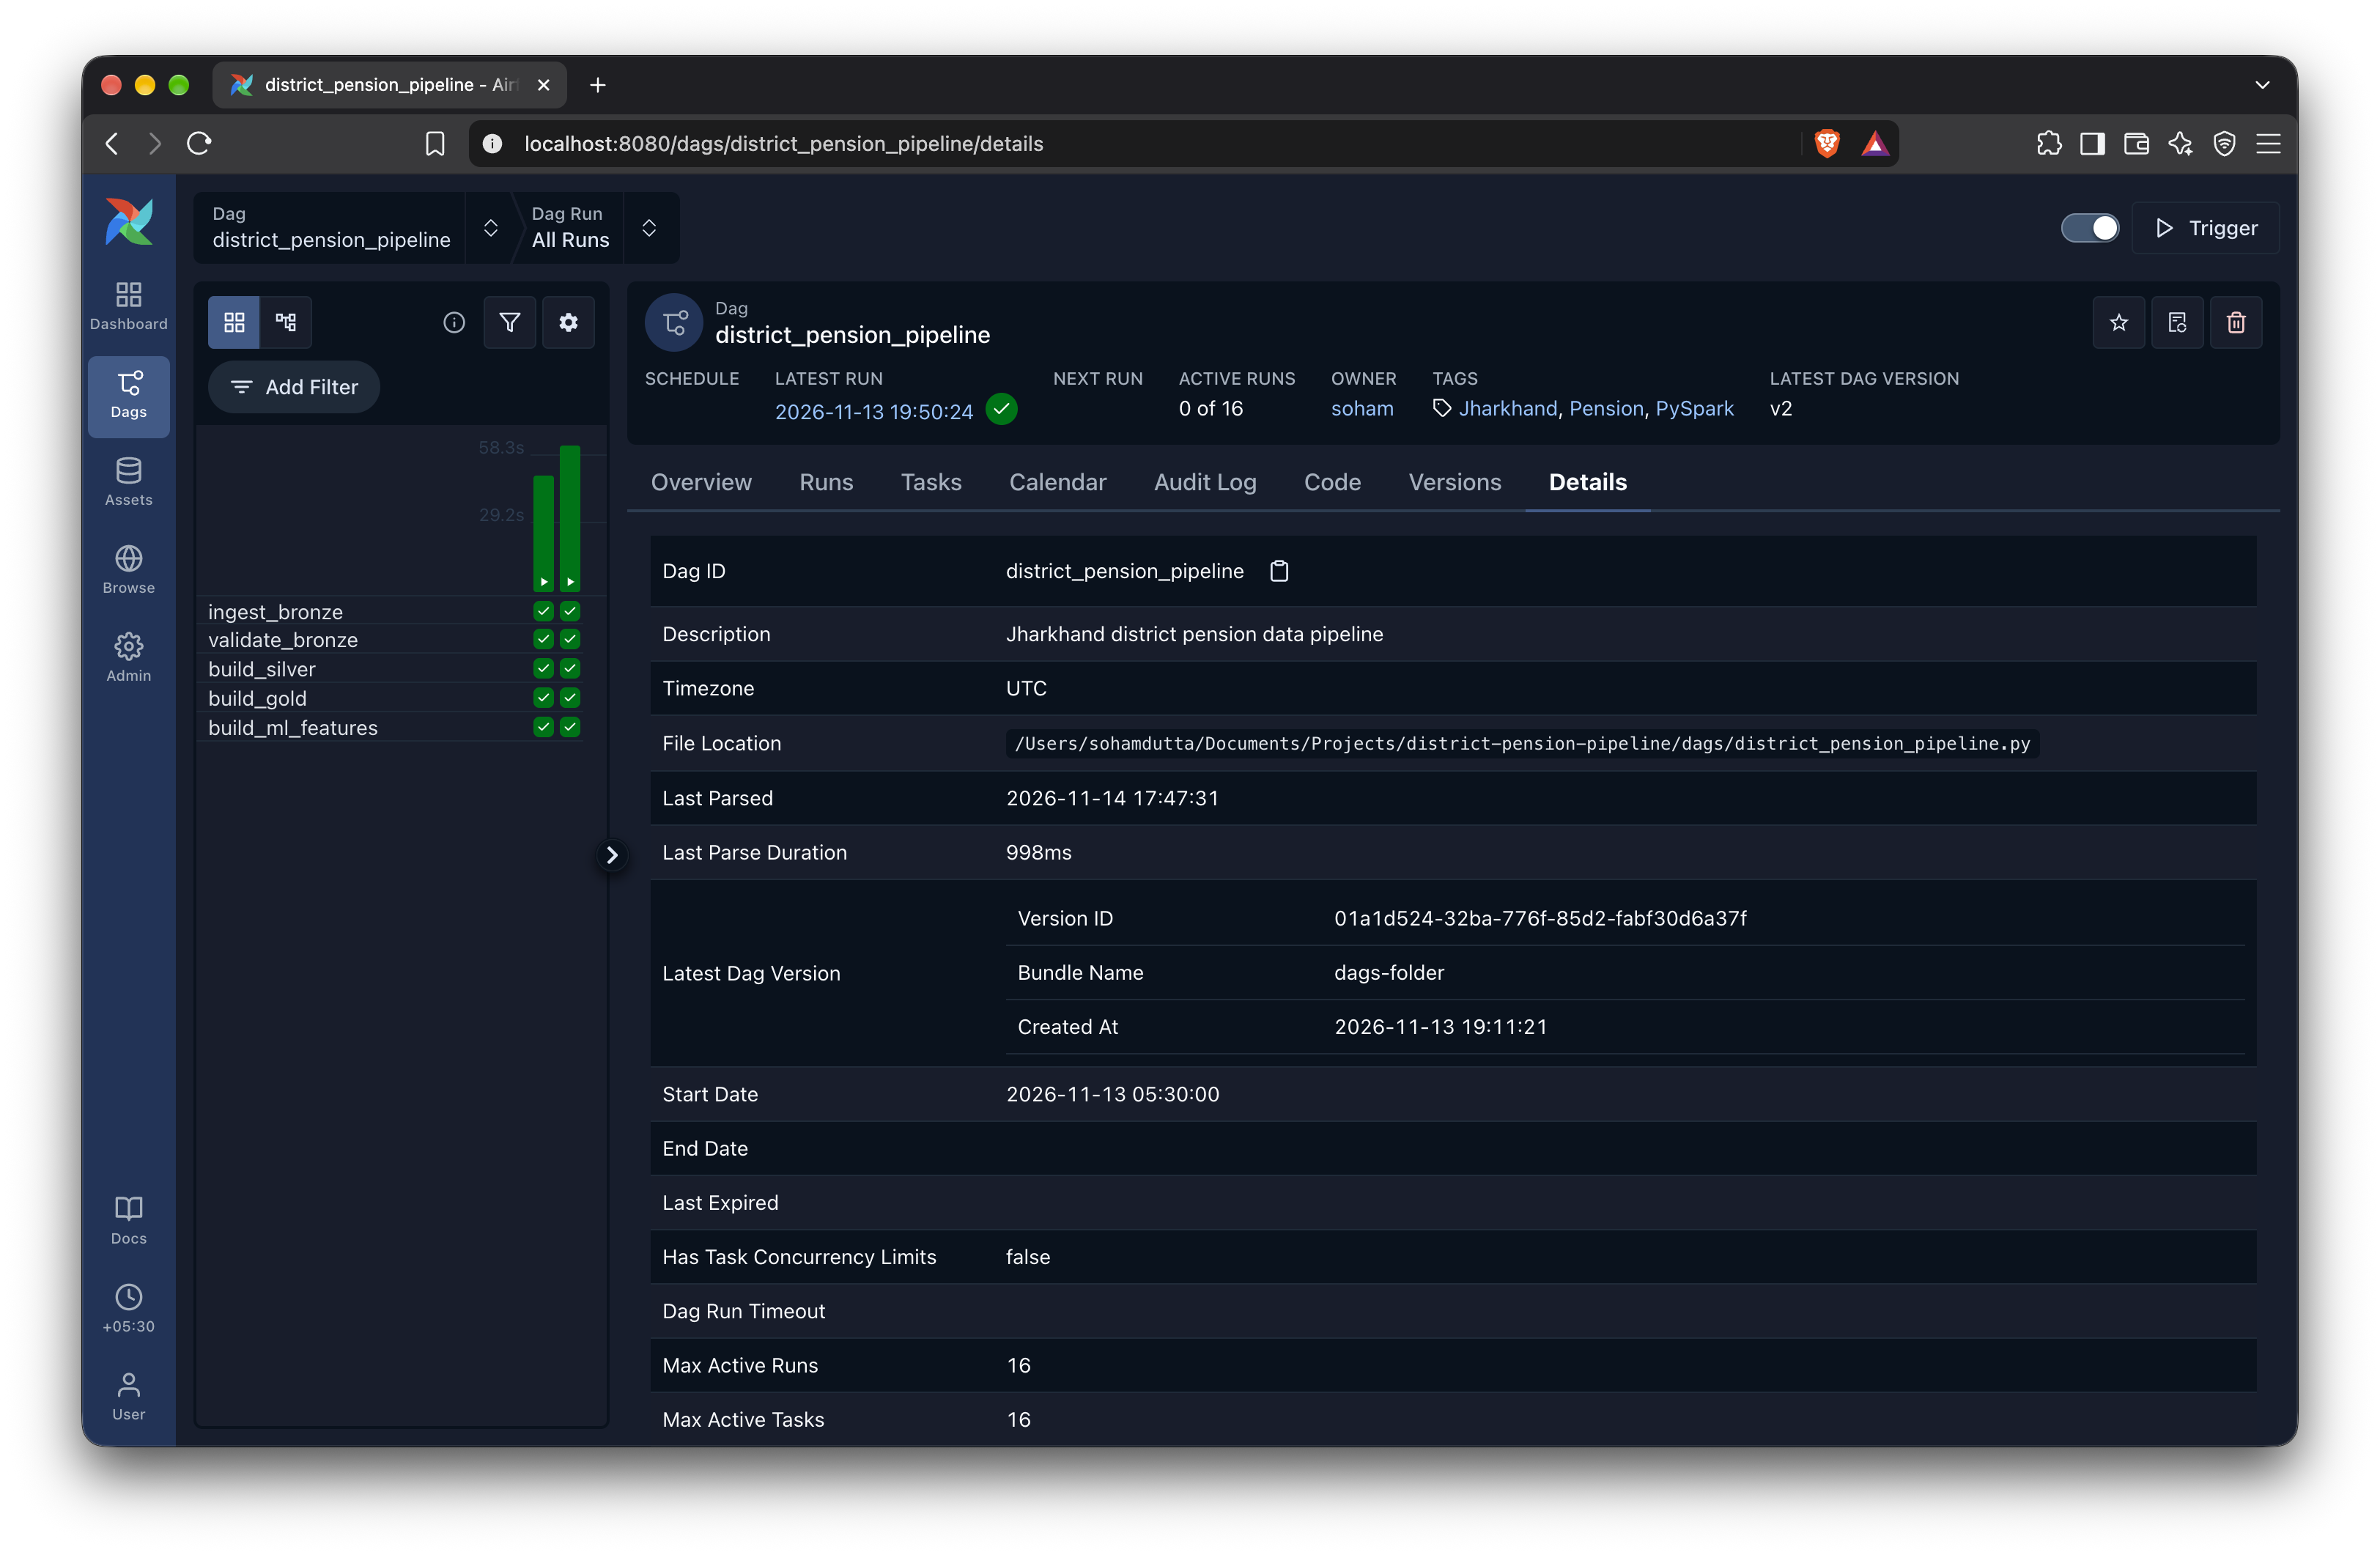 district_pension_pipeline - Air
localhost:8080/dags/district_pension_pipeline/details
Dag
district_pension_pipeline
Dag Run
All Runs
Trigger
Dashboard
Dags
Assets
Browse
Admin
Docs
+05:30
User
Add Filter
58.3s
29.2s
ingest_bronze
validate_bronze
build_silver
build_gold
build_ml_features
Dag
district_pension_pipeline
SCHEDULE
LATEST RUN
2026-11-13 19:50:24
NEXT RUN
ACTIVE RUNS
0 of 16
OWNER
soham
TAGS
Jharkhand, Pension, PySpark
LATEST DAG VERSION
v2
Overview Runs Tasks Calendar Audit Log Code Versions Details
Dag ID district_pension_pipeline
Description Jharkhand district pension data pipeline
Timezone UTC
File Location /Users/sohamdutta/Documents/Projects/district-pension-pipeline/dags/district_pension_pipeline.py
Last Parsed 2026-11-14 17:47:31
Last Parse Duration 998ms
Latest Dag Version
Version ID 01a1d524-32ba-776f-85d2-fabf30d6a37f
Bundle Name dags-folder
Created At 2026-11-13 19:11:21
Start Date 2026-11-13 05:30:00
End Date
Last Expired
Has Task Concurrency Limits false
Dag Run Timeout
Max Active Runs 16
Max Active Tasks 16